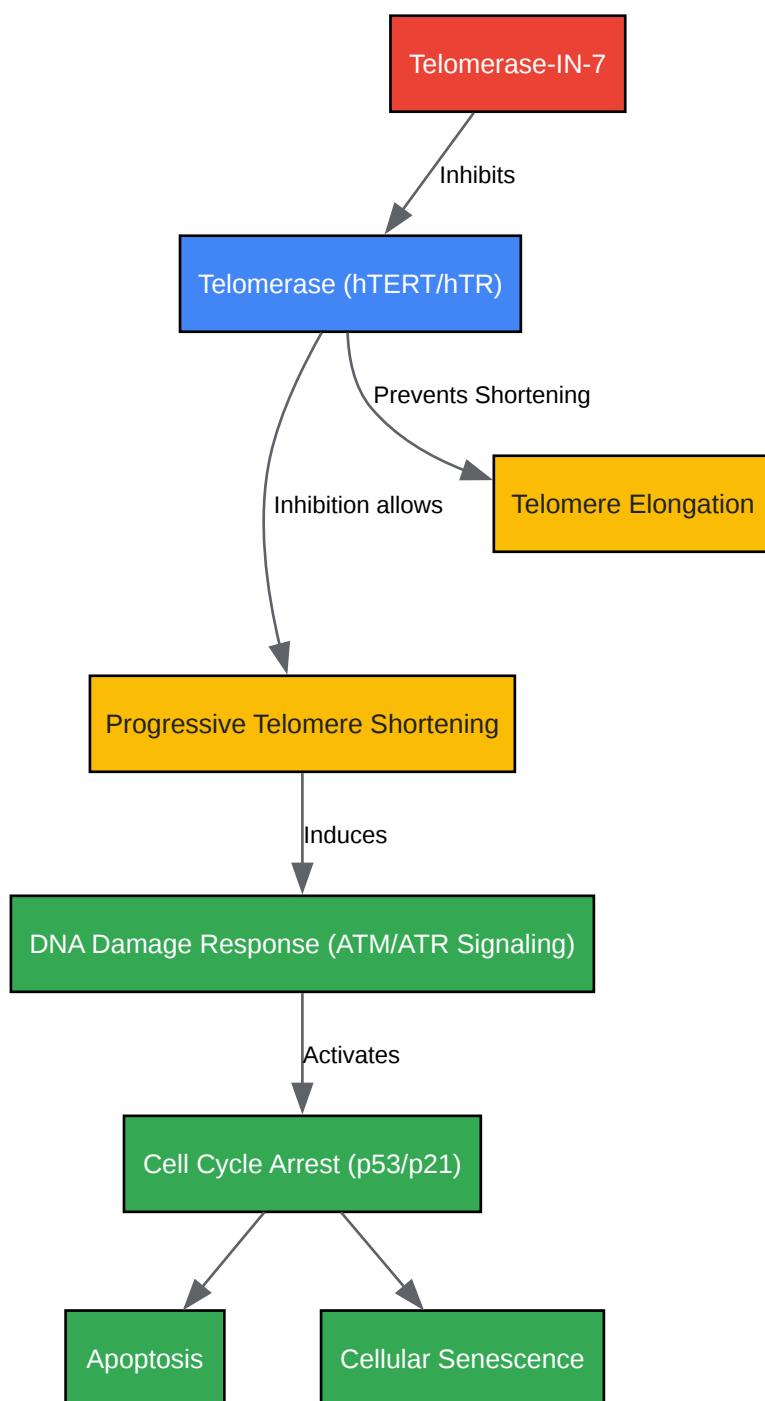 Telomerase-IN-7
Inhibits
Telomerase (hTERT/hTR)
Prevents Shortening
Telomere Elongation
Inhibition allows
Progressive Telomere Shortening
Induces
DNA Damage Response (ATM/ATR Signaling)
Activates
Cell Cycle Arrest (p53/p21)
Apoptosis
Cellular Senescence